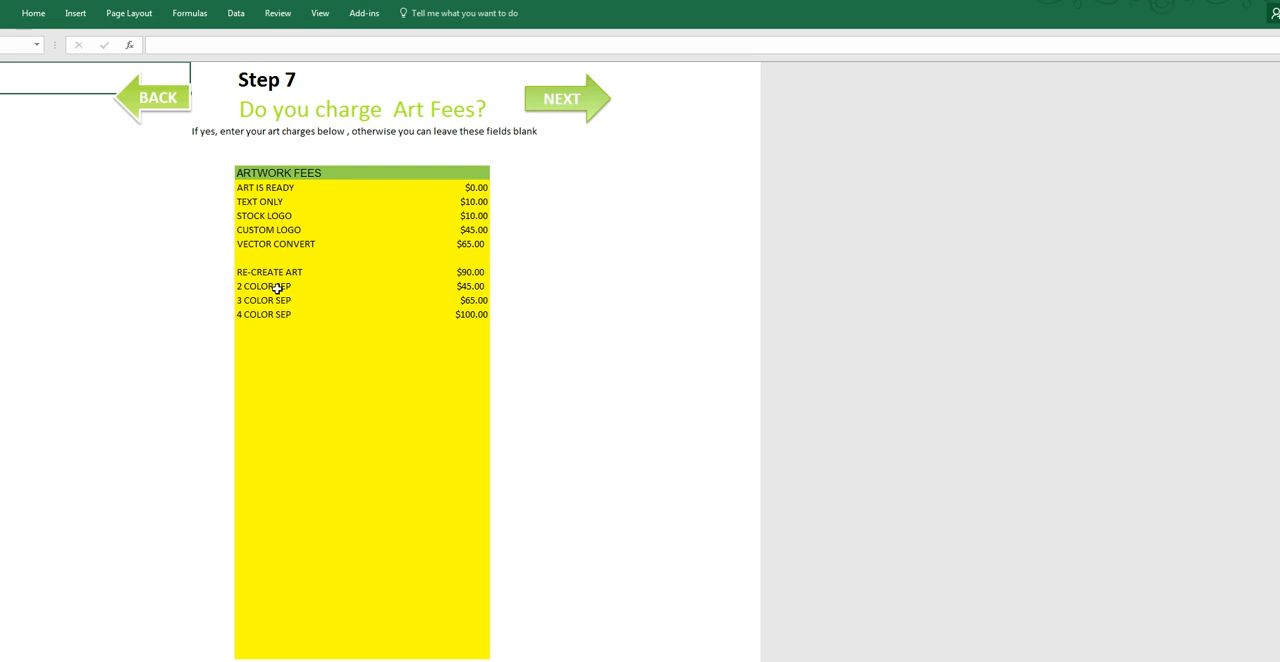 Home Insert Page Layout Formulas Data Review View Add-ins Tell me what you want to do
fx
BACK
Step 7
Do you charge Art Fees?
NEXT
If yes, enter your art charges below , otherwise you can leave these fields blank
ARTWORK FEES
ART IS READY $0.00
TEXT ONLY $10.00
STOCK LOGO $10.00
CUSTOM LOGO $45.00
VECTOR CONVERT $65.00
RE-CREATE ART $90.00
2 COLOR SEP $45.00
3 COLOR SEP $65.00
4 COLOR SEP $100.00